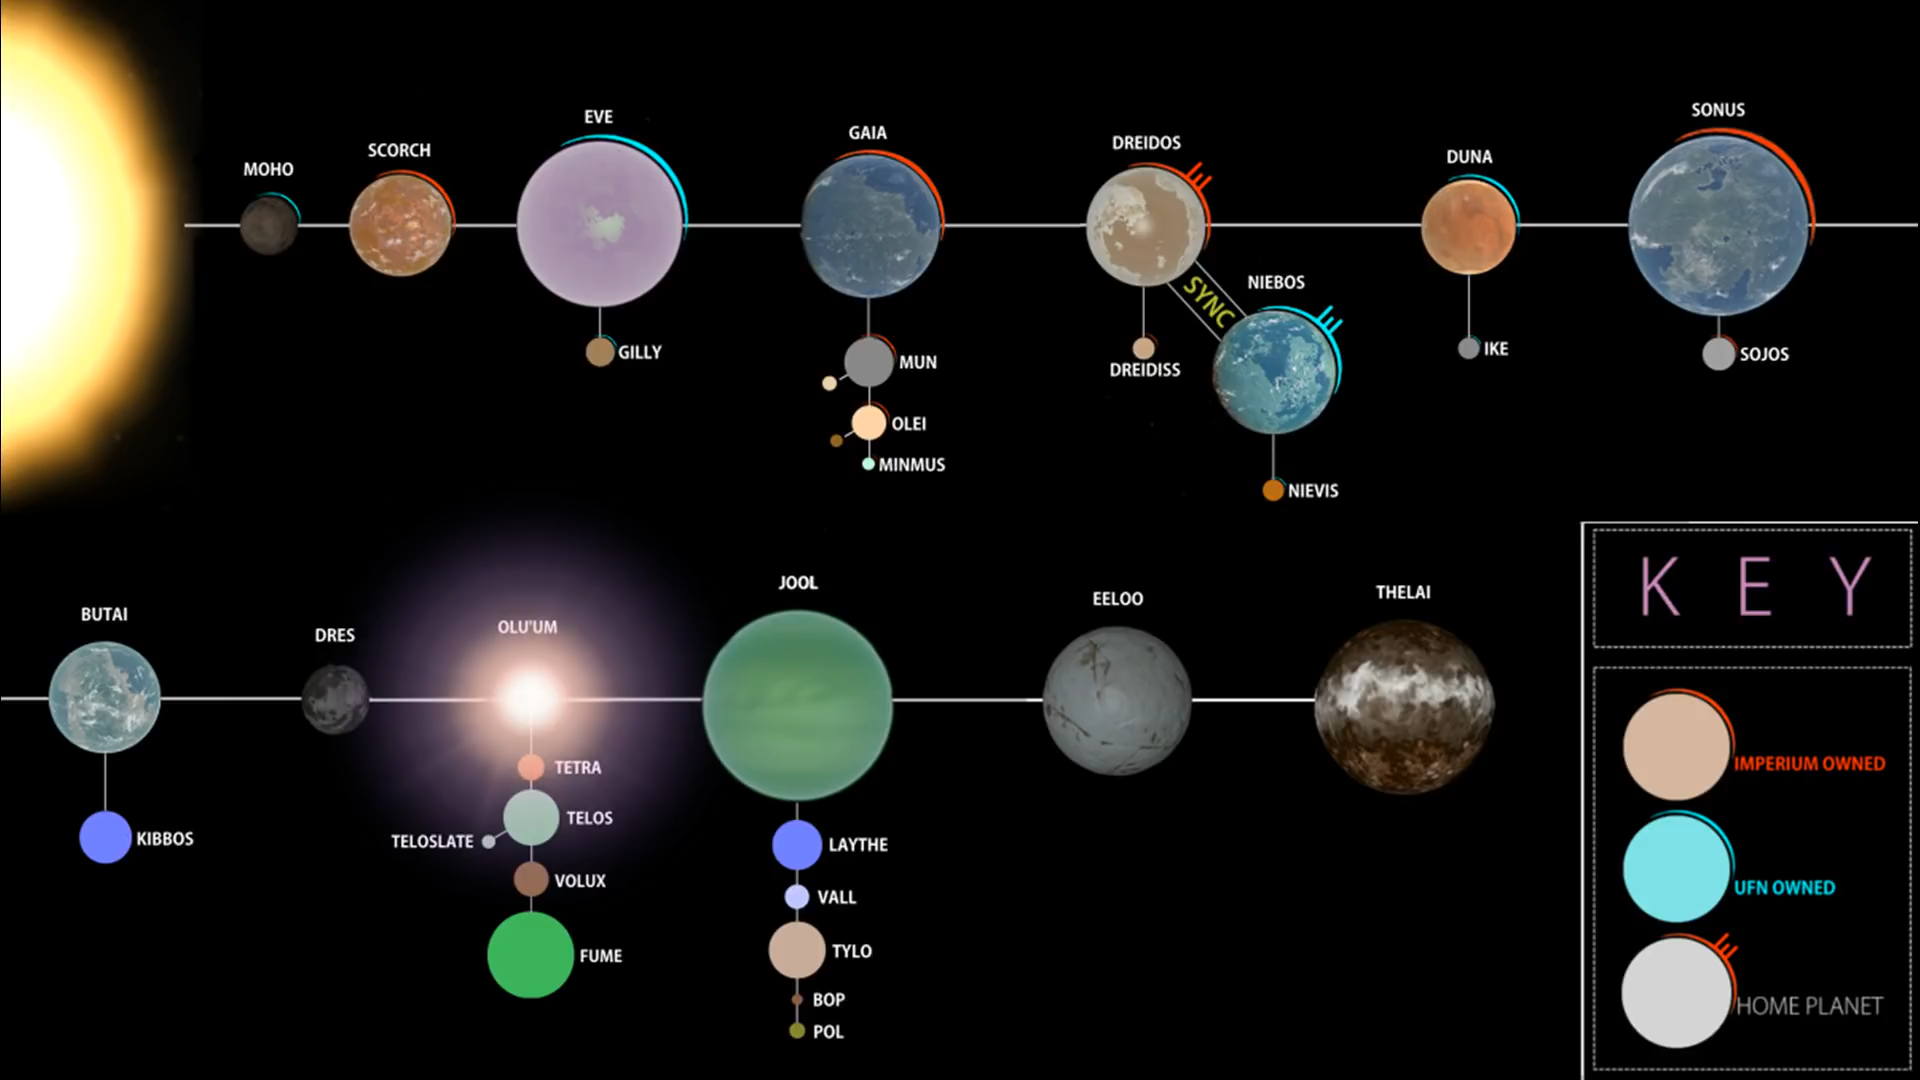 MOHO
SCORCH
EVE
GAIA
DREIDOS
DUNA
SONUS
NIEBOS
SYNC
GILLY
MUN
DREIDISS
IKE
SOJOS
OLEI
MINMUS
NIEVIS
KEY
BUTAI
DRES
OLU'UM
JOOL
EELOO
THELAI
TETRA
TELOS
TELOSLATE
VOLUX
FUME
KIBBOS
LAYTHE
VALL
TYLO
BOP
POL
IMPERIUM OWNED
UFN OWNED
HOME PLANET